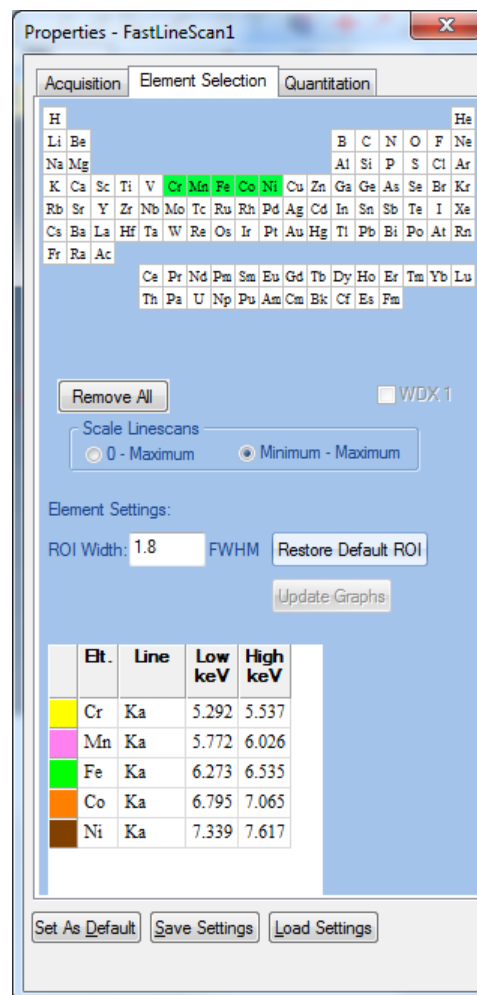 Properties - FastLineScan1
x
Acquisition Element Selection Quantitation
H He
Li Be B C N O F Ne
Na Mg Al Si P S Cl Ar
K Ca Sc Ti V Cr Mn Fe Co Ni Cu Zn Ga Ge As Se Br Kr
Rb Sr Y Zr Nb Mo Tc Ru Rh Pd Ag Cd In Sn Sb Te I Xe
Cs Ba La Hf Ta W Re Os Ir Pt Au Hg Tl Pb Bi Po At Rn
Fr Ra Ac
Ce Pr Nd Pm Sm Eu Gd Tb Dy Ho Er Tm Yb Lu
Th Pa U Np Pu Am Cm Bk Cf Es Fm
Remove All WDX 1
Scale Linescans
0 - Maximum Minimum - Maximum
Element Settings:
ROI Width: 1.8 FWHM Restore Default ROI
Update Graphs
Elt. Line Low keV High keV
Cr Ka 5.292 5.537
Mn Ka 5.772 6.026
Fe Ka 6.273 6.535
Co Ka 6.795 7.065
Ni Ka 7.339 7.617
Set As Default Save Settings Load Settings